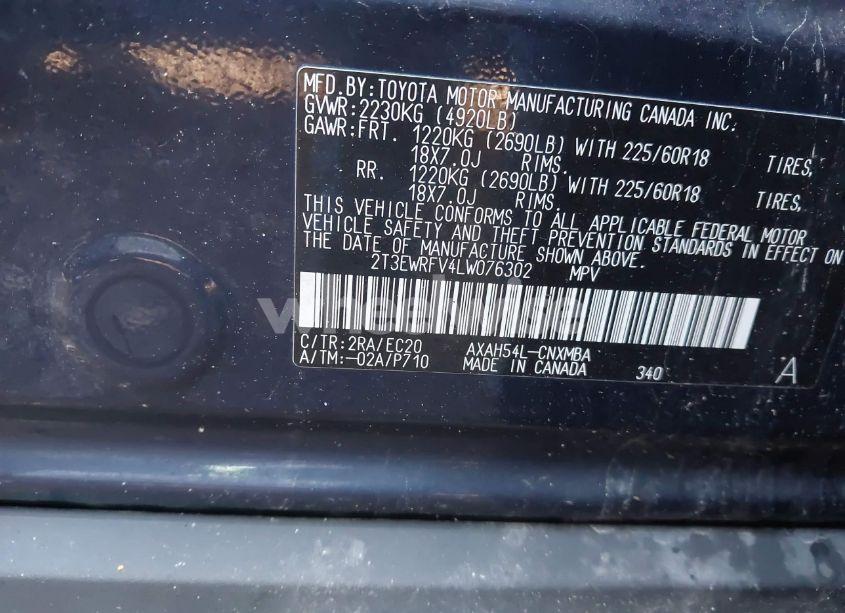 MFD.BY:TOYOTA MOTOR MANUFACTURING CANADA INC.
GVWR:2230KG (4920LB)
GAWR:FRT. 1220KG (2690LB) WITH 225/60R18 TIRES,
18X7.0J RIMS.
RR. 1220KG (2690LB) WITH 225/60R18 TIRES,
18X7.0J RIMS,
THIS VEHICLE CONFORMS TO ALL APPLICABLE FEDERAL MOTOR
VEHICLE SAFETY AND THEFT PREVENTION STANDARDS IN EFFECT ON
THE DATE OF MANUFACTURE SHOWN ABOVE.
2T3EWRFV4LW076302 MPV
wheelwise
C/TR:2RA/EC20 AXAH54L-CNXMBA
A/TM:-02A/P710 MADE IN CANADA 340 A